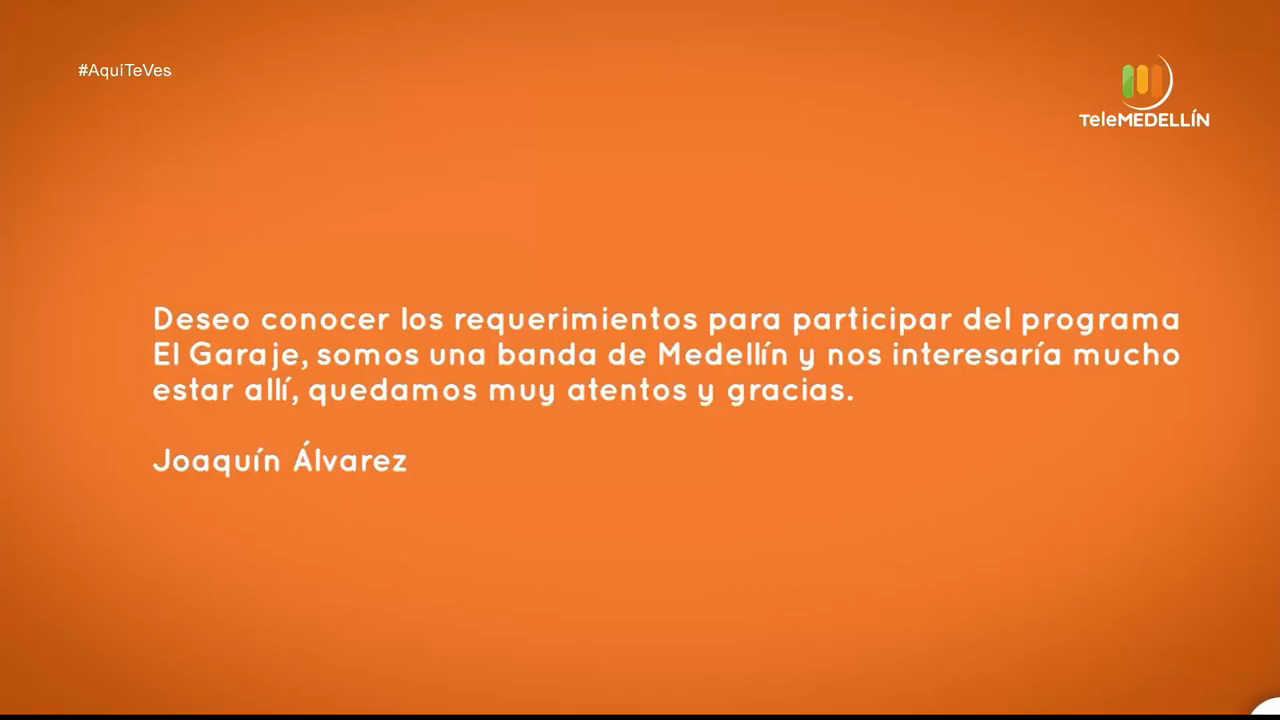 #AquíTeVes
TeleMEDELLÍN
Deseo conocer los requerimientos para participar del programa
El Garaje, somos una banda de Medellín y nos interesaría mucho
estar allí, quedamos muy atentos y gracias.
Joaquín Álvarez